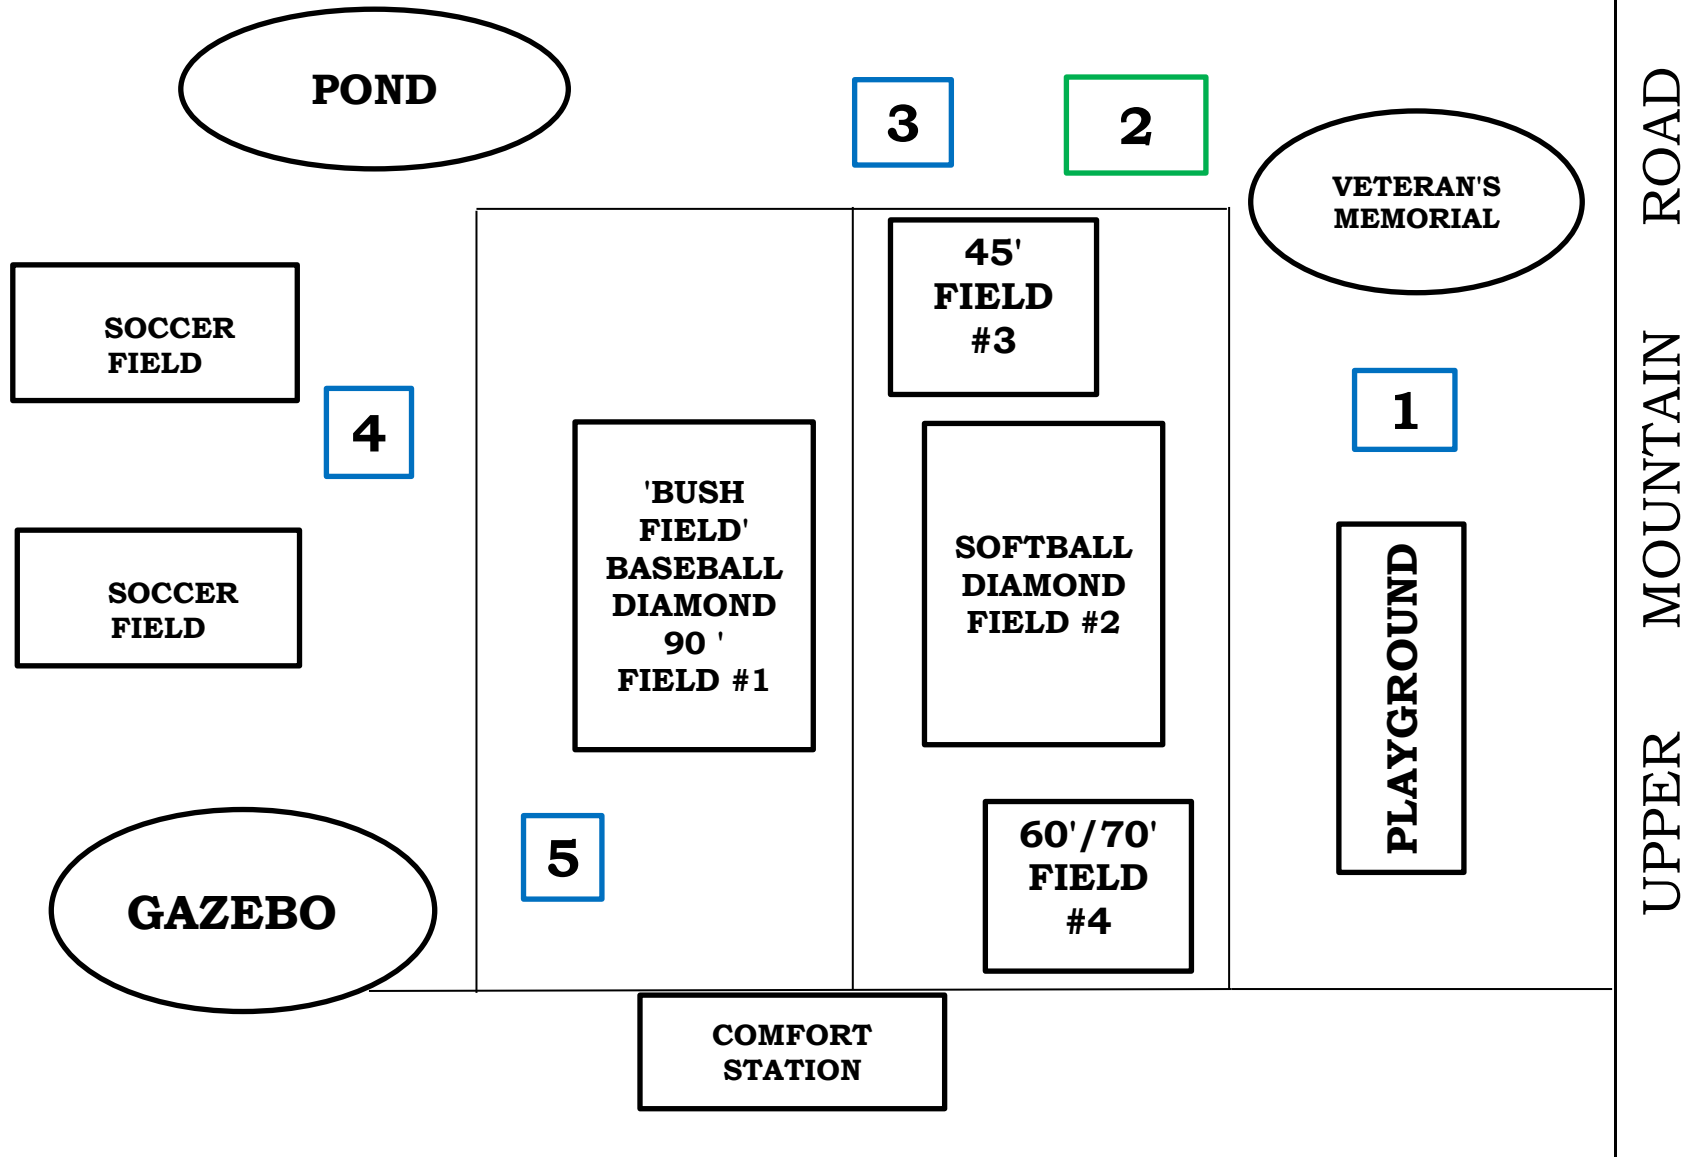 POND
3
2
VETERAN'S
MEMORIAL
45'
FIELD
#3
SOCCER
FIELD
4
1
'BUSH
FIELD'
BASEBALL
DIAMOND
90 '
FIELD #1
SOFTBALL
DIAMOND
FIELD #2
SOCCER
FIELD
PLAYGROUND
5
60'/70'
FIELD
#4
GAZEBO
COMFORT
STATION
UPPER MOUNTAIN ROAD